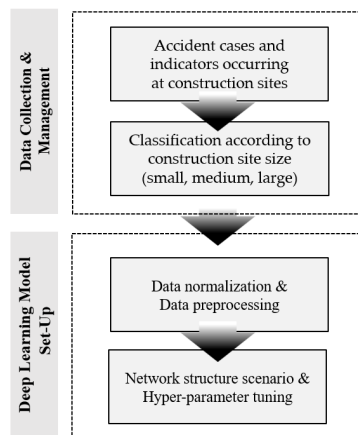 Data Collection &
Management
Accident cases and
indicators occurring
at construction sites
Classification according to
construction site size
(small, medium, large)
Deep Learning Model
Set-Up
Data normalization &
Data preprocessing
Network structure scenario &
Hyper-parameter tuning